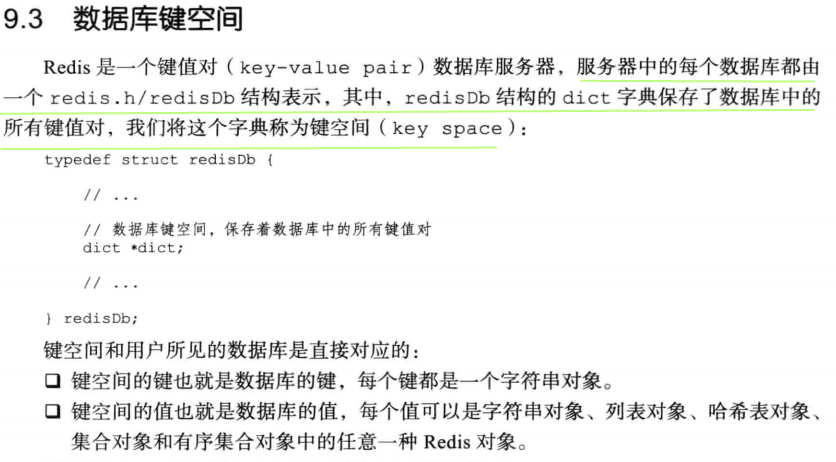 9.3 数据库键空间
Redis 是一个键值对（key-value pair）数据库服务器，服务器中的每个数据库都由
一个 redis.h/redisDb 结构表示，其中，redisDb 结构的 dict 字典保存了数据库中的
所有键值对，我们将这个字典称为键空间（key space）：
typedef struct redisDb {
// ...
// 数据库键空间，保存着数据库中的所有键值对
dict *dict;
// ...
} redisDb;
键空间和用户所见的数据库是直接对应的：
❑ 键空间的键也就是数据库的键，每个键都是一个字符串对象。
❑ 键空间的值也就是数据库的值，每个值可以是字符串对象、列表对象、哈希表对象、
集合对象和有序集合对象中的任意一种 Redis 对象。